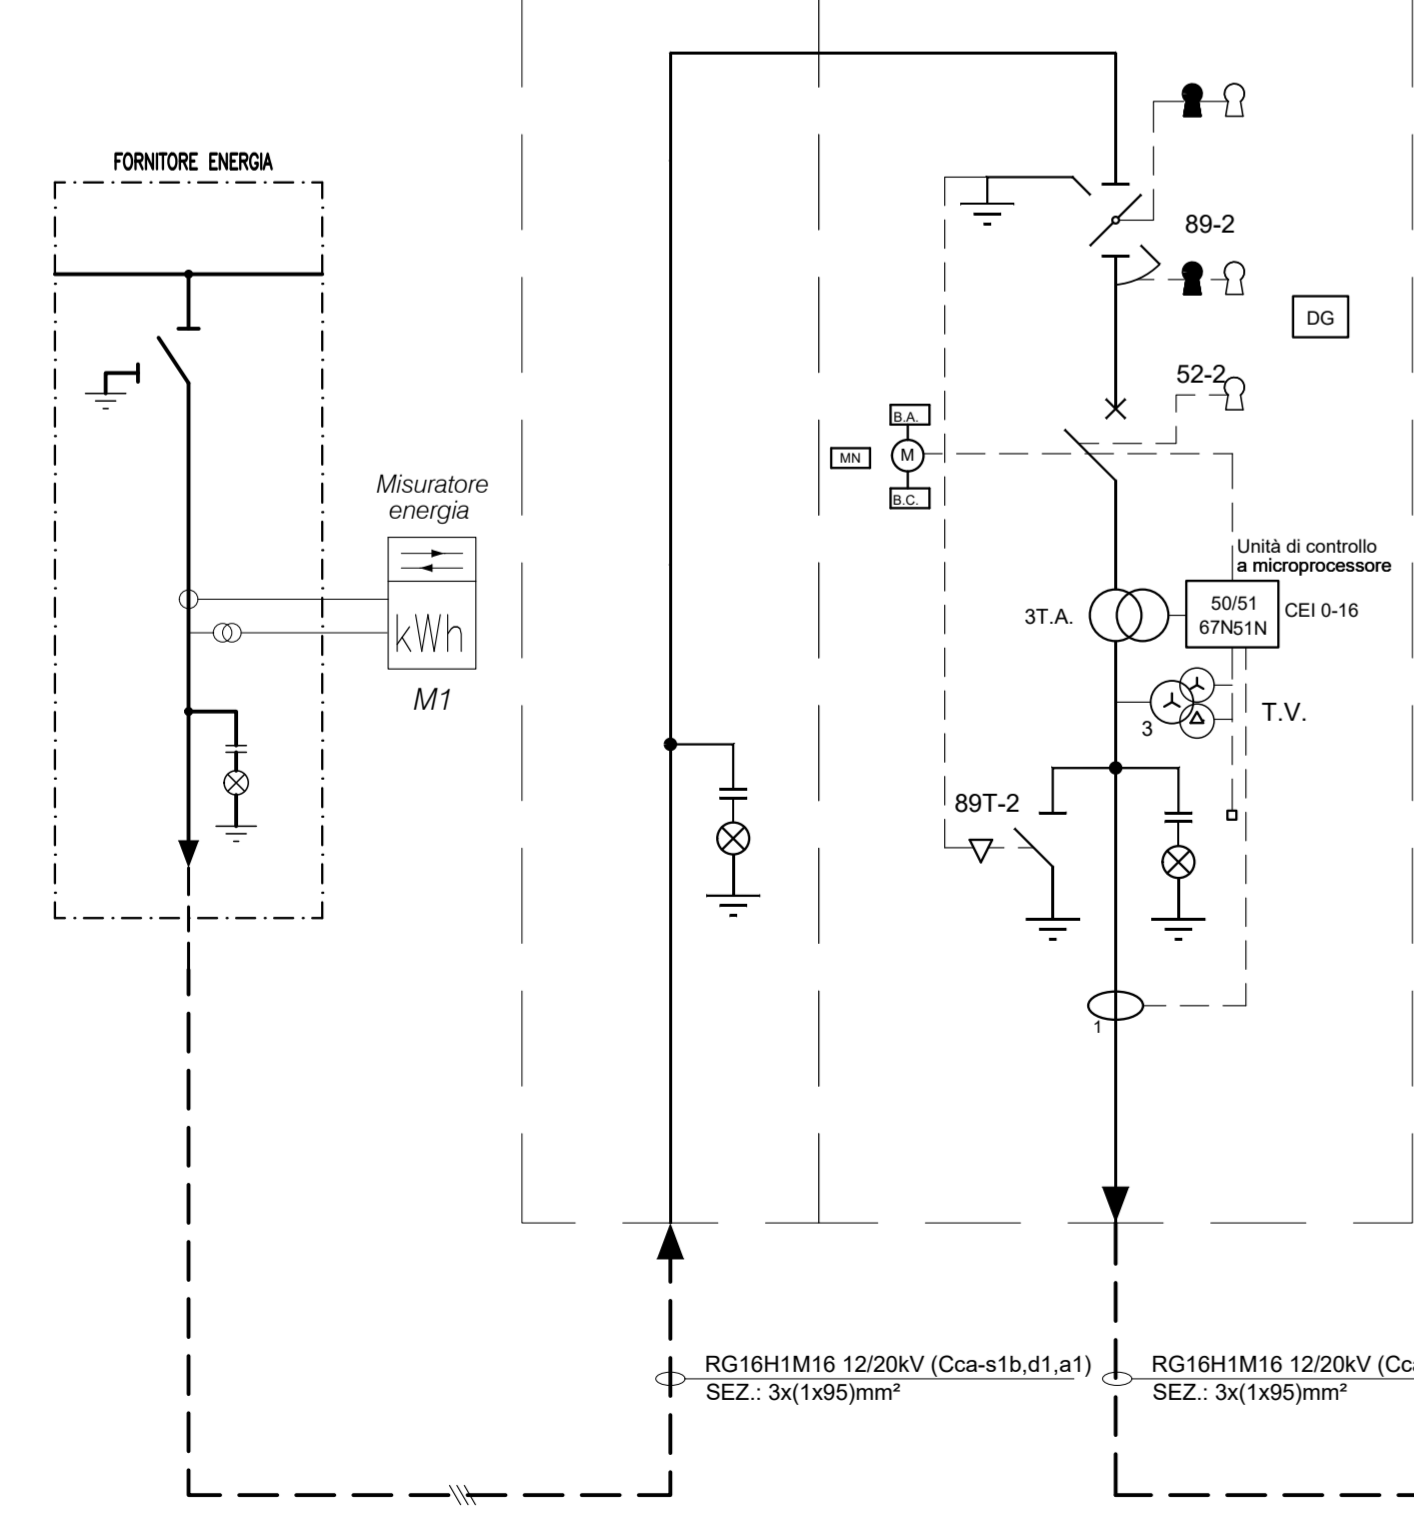 FORNITORE ENERGIA
89-2
DG
52-2
B.A.
MN
M
B.C.
Misuratore
energia
kWh
M1
Unità di controllo
a microprocessore
3T.A.
50/51
67N51N
CEI 0-16
3
T.V.
89T-2
1
RG16H1M16 12/20kV (Cca-s1b,d1,a1)
SEZ.: 3x(1x95)mm²
RG16H1M16 12/20kV (Cc
SEZ.: 3x(1x95)mm²